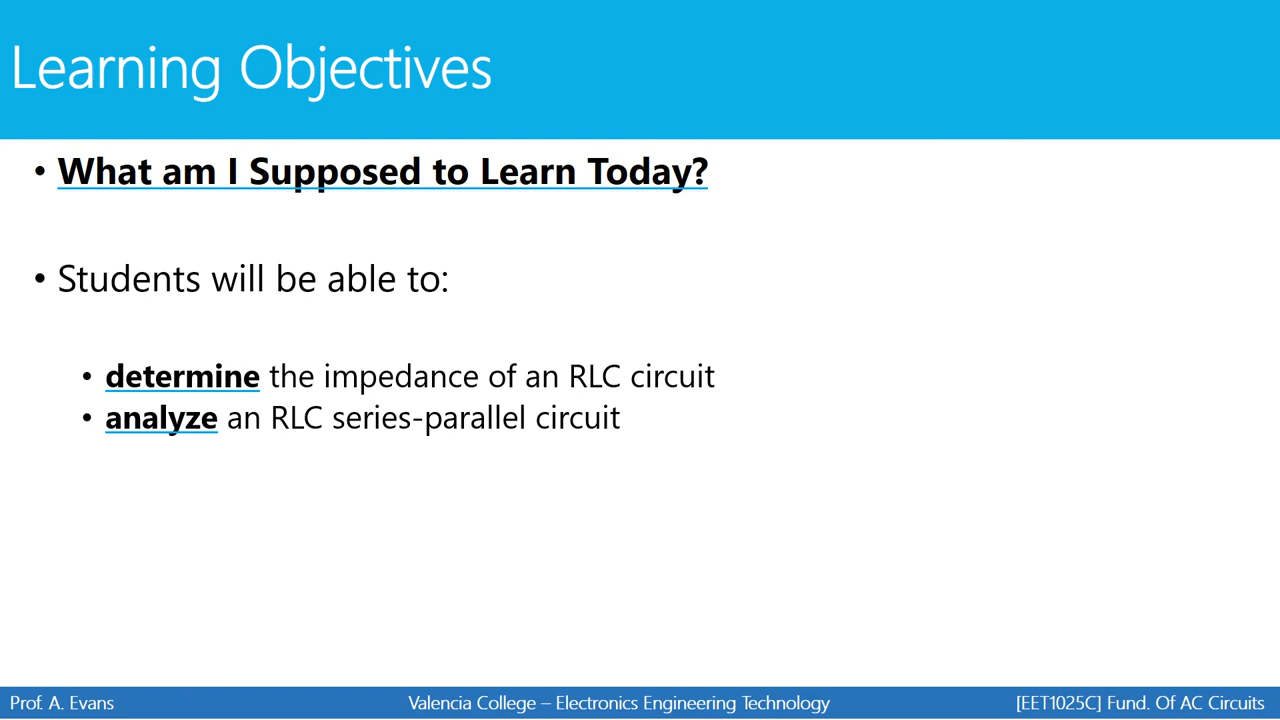 Learning Objectives
• What am I Supposed to Learn Today?
• Students will be able to:
• determine the impedance of an RLC circuit
• analyze an RLC series-parallel circuit
Prof. A. Evans
Valencia College – Electronics Engineering Technology
[EET1025C] Fund. Of AC Circuits